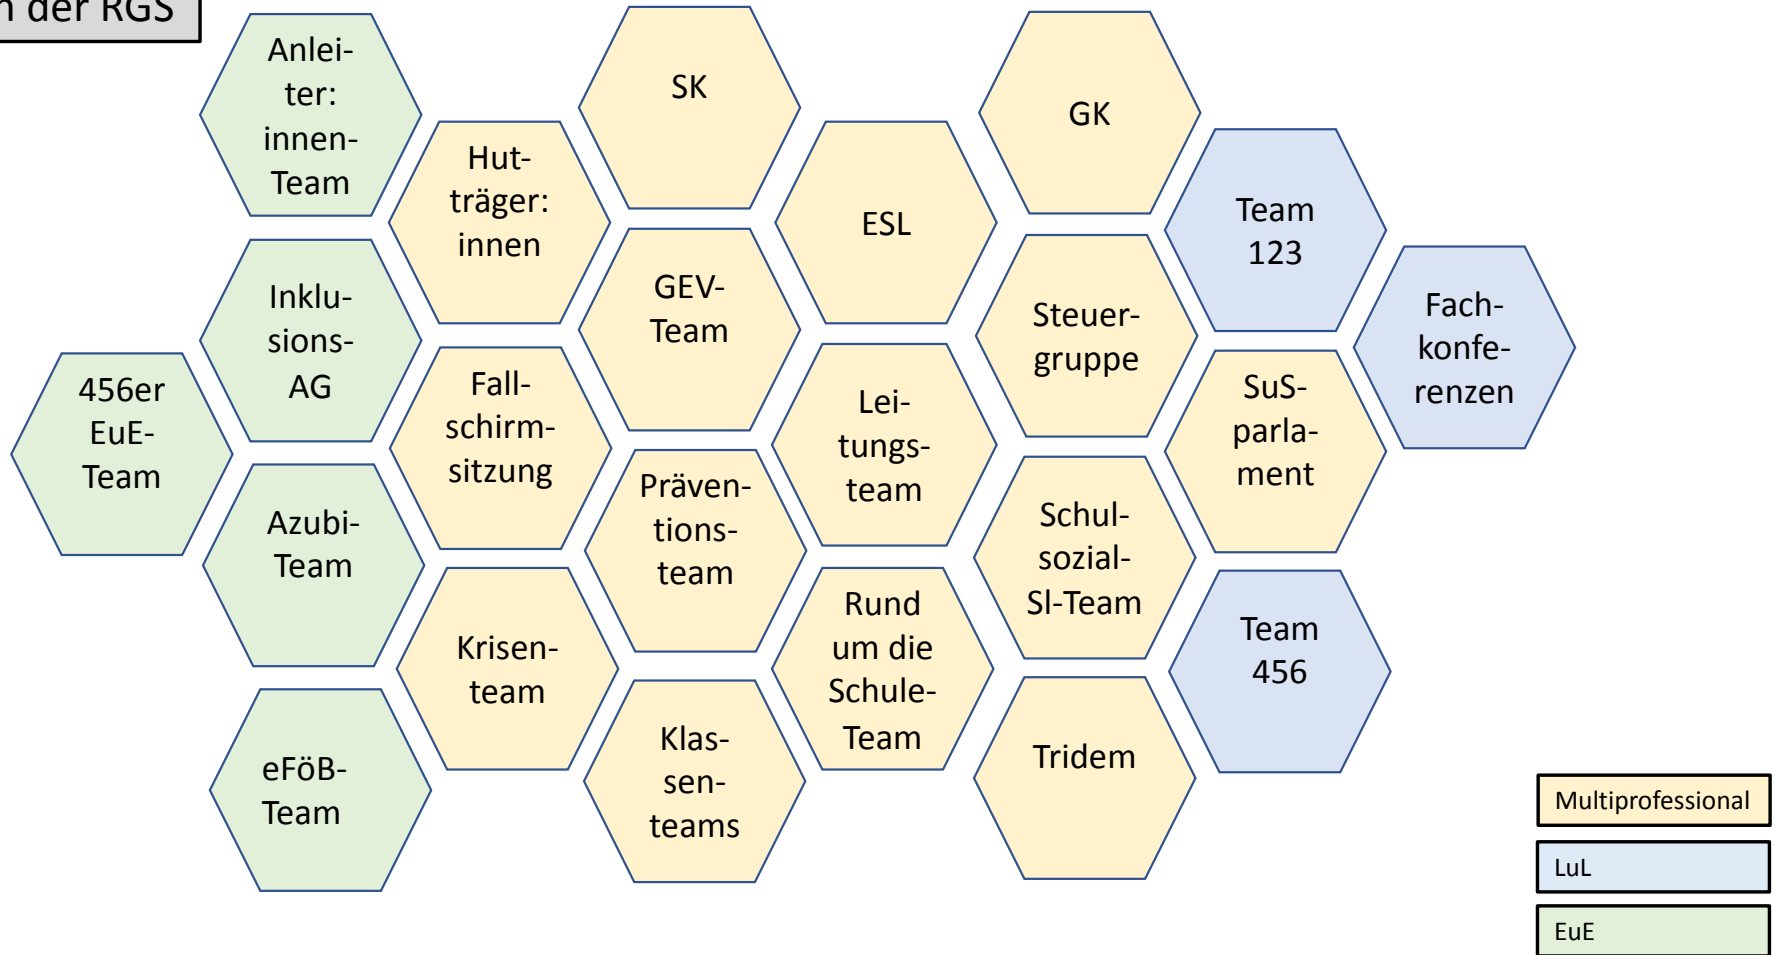 der RGS
Anlei-
ter:
innen-
Team
SK
GK
Hut-
träger:
innen
ESL
Team
123
Inklu-
sions-
AG
GEV-
Team
Steuer-
gruppe
Fach-
konfe-
renzen
456er
EuE-
Team
Fall-
schirm-
sitzung
Lei-
tungs-
team
SuS-
parla-
ment
Azubi-
Team
Präven-
tions-
team
Schul-
sozial-
Sl-Team
Krisen-
team
Rund
um die
Schule-
Team
Team
456
eFöB-
Team
Klas-
sen-
teams
Tridem
Multiprofessional
LuL
EuE